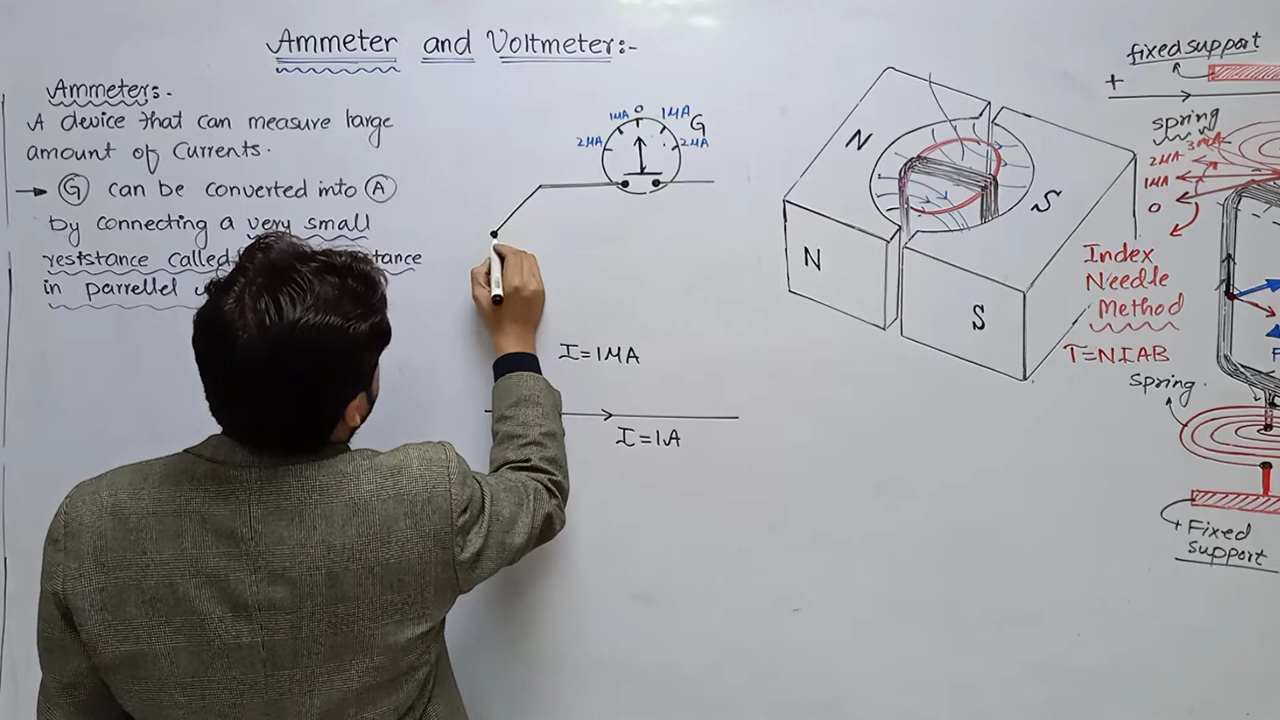 Ammeter and Voltmeter:-
Ammeter:-
A device that can measure large
amount of Currents.
→ G can be converted into A
by connecting a very small
resistance called
tance
in parrellel
2MA 1MA 0 1MA 2MA
G
I=1MA
I=1A
N
S
N
S
fixed support
+
spring
3MA
2MA
1MA
0
Index
Needle
Method
T=NIAB
Spring.
F
Fixed
Support